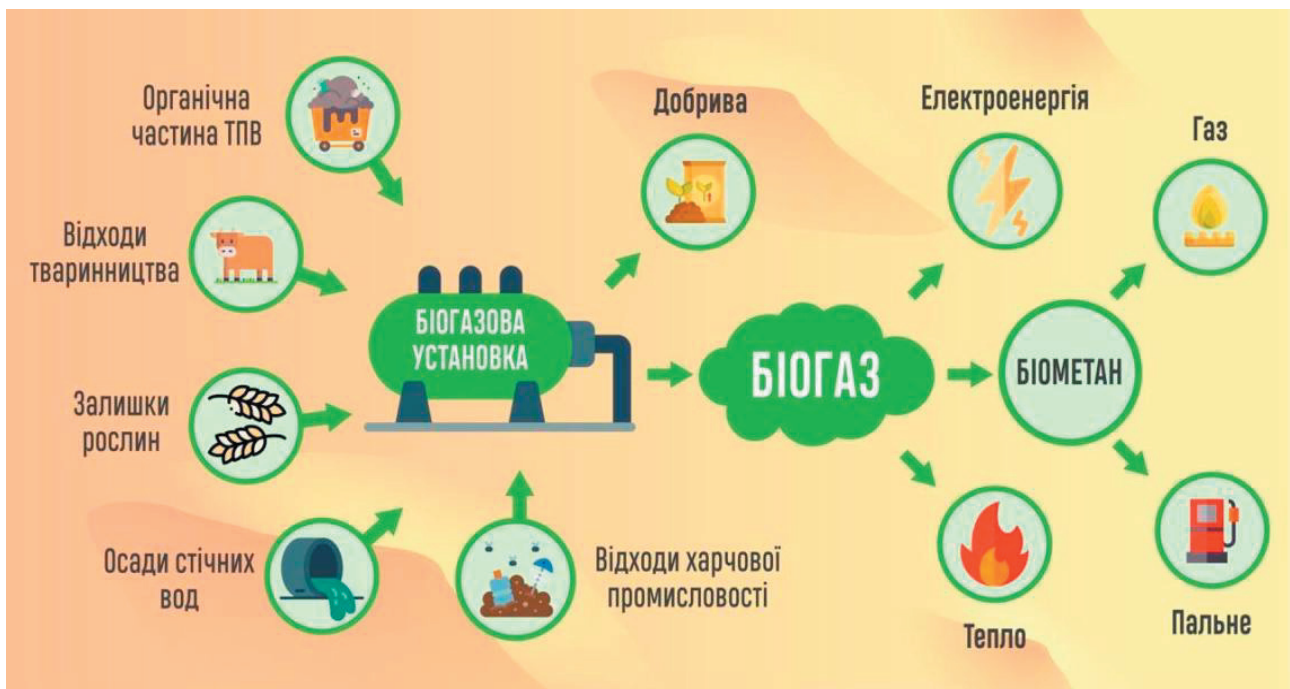 Органічна
частина ТПВ
Відходи
тваринництва
Залишки
рослин
Осади стічних
вод
Відходи харчової
промисловості
БІОГАЗОВА
УСТАНОВКА
Добрива
БІОГАЗ
Електроенергія
Тепло
БІОМЕТАН
Газ
Пальне